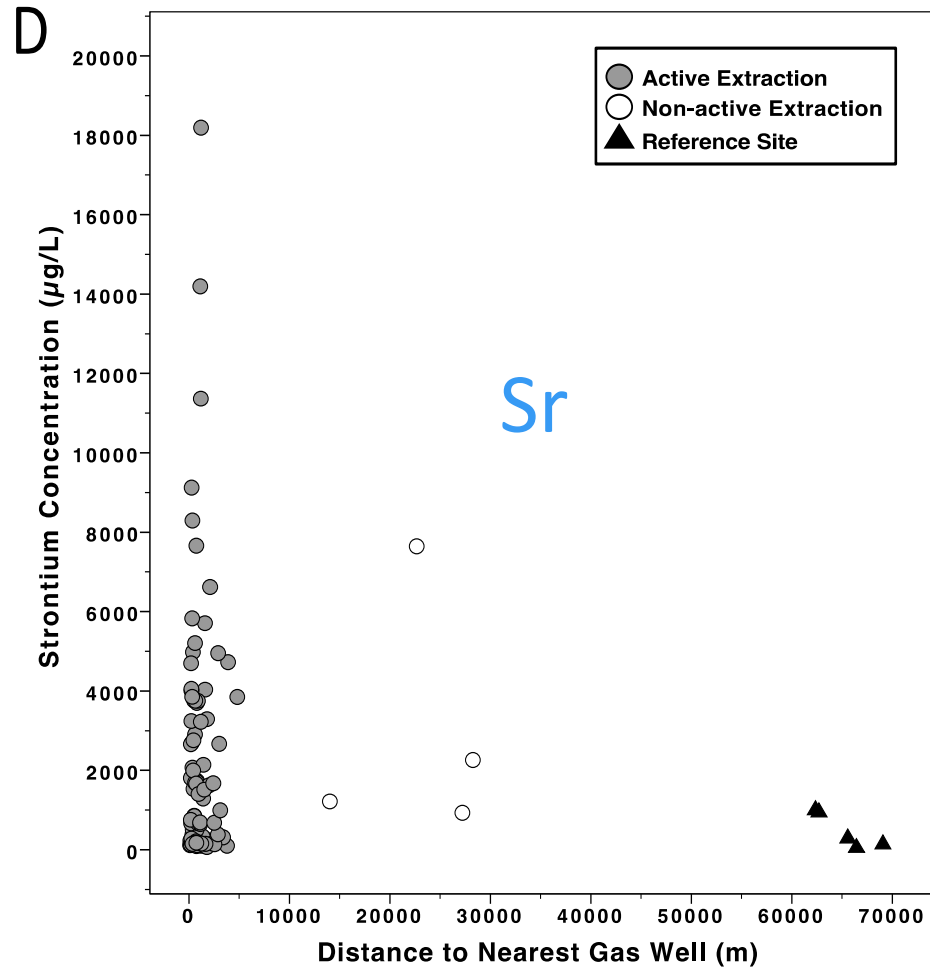 D
Strontium Concentration (µg/L)
20000
18000
16000
14000
12000
10000
8000
6000
4000
2000
0
Active Extraction
Non-active Extraction
Reference Site
Sr
0 10000 20000 30000 40000 50000 60000 70000
Distance to Nearest Gas Well (m)